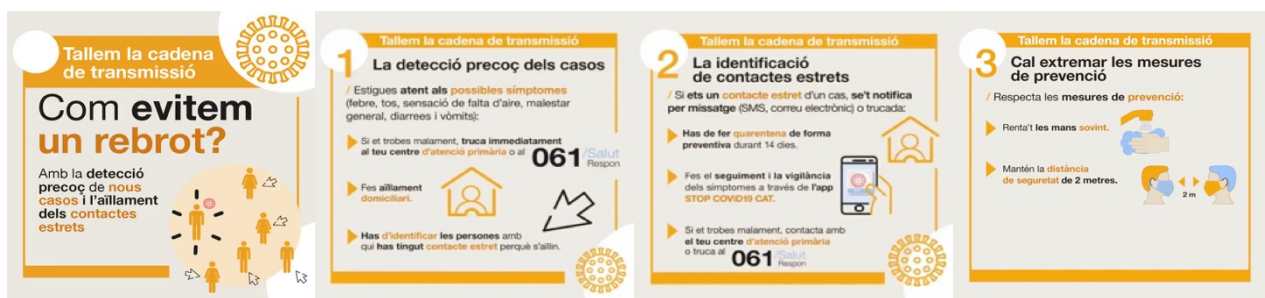 Tallem la cadena
de transmissió
Com evitem
un rebrot?
Amb la detecció
precoç de nous
casos i l'aïllament
dels contactes
estrets
Tallem la cadena de transmissió
1
La detecció precoç dels casos
/ Estigues atent als possibles símptomes
(febre, tos, sensació de falta d'aire, malestar
general, diarrees i vòmits):
Si et trobes malament, truca immediatament
al teu centre d'atenció primària o al 061 /Salut
Respon
Fes aïllament
domiciliari.
Has d'identificar les persones amb
qui has tingut contacte estret perquè s'aïllin.
Tallem la cadena de transmissió
2
La identificació
de contactes estrets
/ Si ets un contacte estret d'un cas, se't notifica
per missatge (SMS, correu electrònic) o trucada:
Has de fer quarentena de forma
preventiva durant 14 dies.
Fes el seguiment i la vigilància
dels símptomes a través de l'app
STOP COVID19 CAT.
Si et trobes malament, contacta amb
el teu centre d'atenció primària
o truca al 061 /Salut
Respon
Tallem la cadena de transmissió
3
Cal extremar les mesures
de prevenció
/ Respecta les mesures de prevenció:
Renta't les mans sovint.
Mantén la distància
de seguretat de 2 metres.
2 m